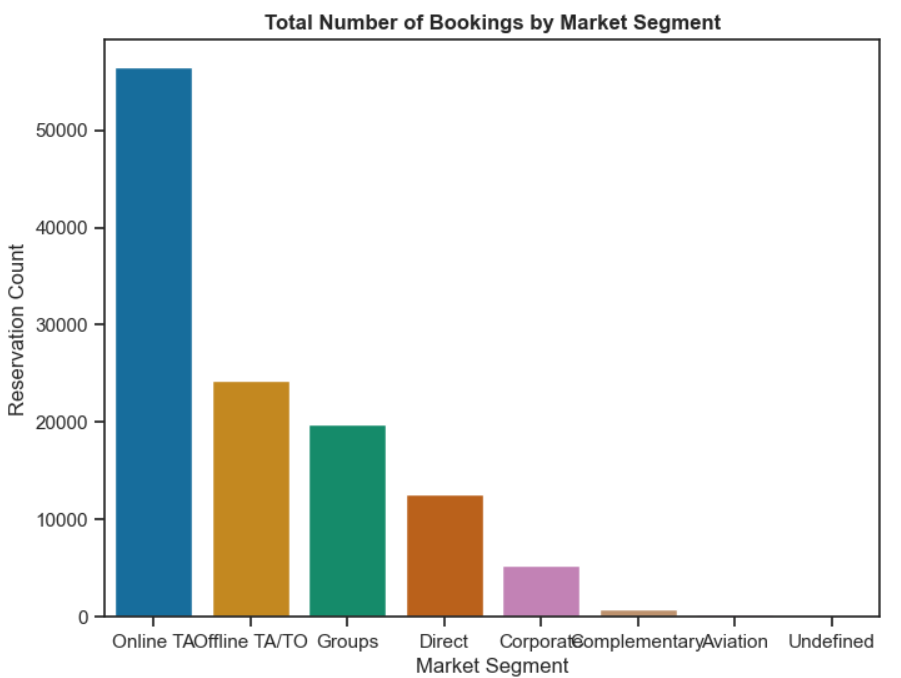 Total Number of Bookings by Market Segment
Reservation Count
50000
40000
30000
20000
10000
0
Online TA Offline TA/TO Groups Direct Corporate Complementary Aviation Undefined
Market Segment